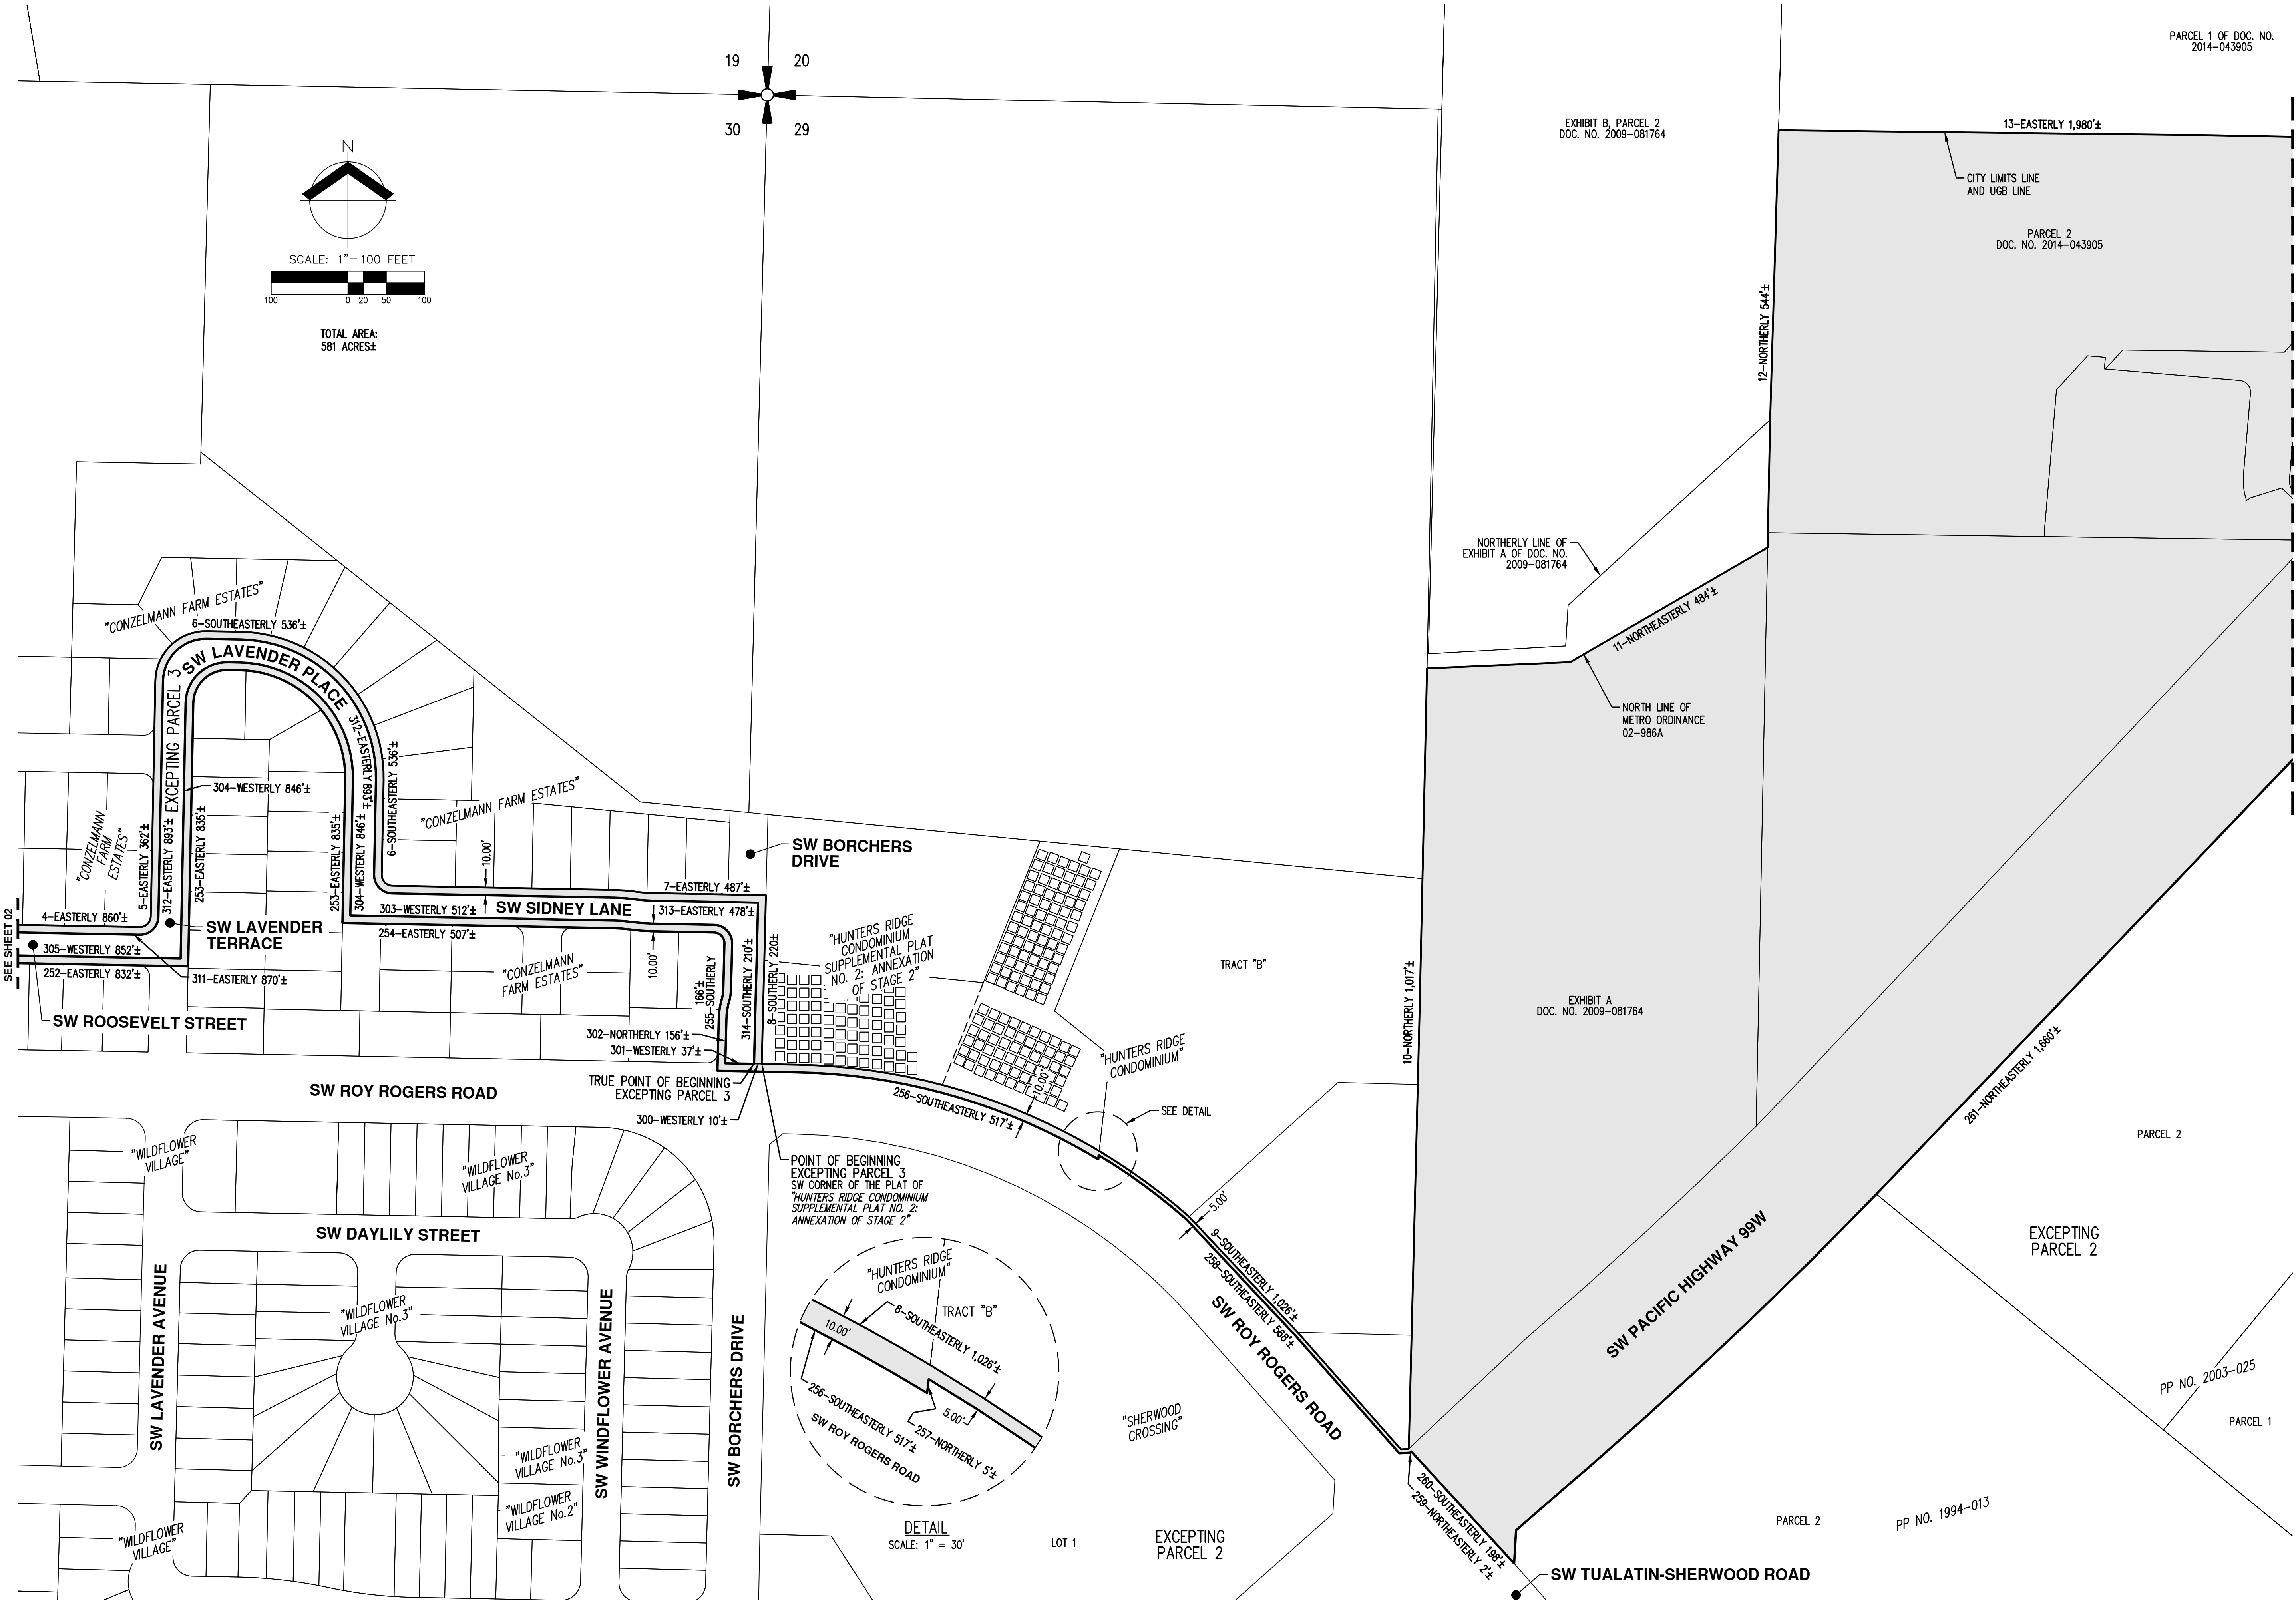 PARCEL 1 OF DOC. NO.
2014-043905
19
20
30
29
EXHIBIT B, PARCEL 2
DOC. NO. 2009-081764
13-EASTERLY 1,980'±
CITY LIMITS LINE
AND UGB LINE
PARCEL 2
DOC. NO. 2014-043905
N
SCALE: 1"=100 FEET
100
0
20
50
100
TOTAL AREA:
581 ACRES±
12-NORTHERLY 544'±
NORTHERLY LINE OF
EXHIBIT A OF DOC. NO.
2009-081764
11-NORTHEASTERLY 484'±
NORTH LINE OF
METRO ORDINANCE
02-986A
"CONZELMANN FARM ESTATES"
6-SOUTHEASTERLY 536'±
SW LAVENDER PLACE
EXCEPTING PARCEL 3
312-EASTERLY 893'±
6-SOUTHEASTERLY 536'±
304-WESTERLY 846'±
"CONZELMANN
FARM
ESTATES"
5-EASTERLY 362'±
312-EASTERLY 893'±
253-EASTERLY 835'±
253-EASTERLY 835'±
304-WESTERLY 846'±
"CONZELMANN FARM ESTATES"
10.00'
SW BORCHERS
DRIVE
7-EASTERLY 487'±
SEE SHEET 02
4-EASTERLY 860'±
303-WESTERLY 512'±
SW SIDNEY LANE
313-EASTERLY 478'±
SW LAVENDER
TERRACE
254-EASTERLY 507'±
305-WESTERLY 852'±
252-EASTERLY 832'±
311-EASTERLY 870'±
"CONZELMANN
FARM ESTATES"
10.00'
166'±
255-SOUTHERLY
314-SOUTHERLY 210'±
8-SOUTHERLY 220±
"HUNTERS RIDGE
CONDOMINIUM
SUPPLEMENTAL PLAT
NO. 2: ANNEXATION
OF STAGE 2"
TRACT "B"
10-NORTHERLY 1,017'±
EXHIBIT A
DOC. NO. 2009-081764
SW ROOSEVELT STREET
302-NORTHERLY 156'±
301-WESTERLY 37'±
"HUNTERS RIDGE
CONDOMINIUM"
261-NORTHEASTERLY 1,660'±
SW ROY ROGERS ROAD
TRUE POINT OF BEGINNING
EXCEPTING PARCEL 3
10.00'
256-SOUTHEASTERLY 517'±
SEE DETAIL
300-WESTERLY 10'±
PARCEL 2
"WILDFLOWER
VILLAGE"
"WILDFLOWER
VILLAGE No.3"
POINT OF BEGINNING
EXCEPTING PARCEL 3
SW CORNER OF THE PLAT OF
"HUNTERS RIDGE CONDOMINIUM
SUPPLEMENTAL PLAT NO. 2:
ANNEXATION OF STAGE 2"
5.00'
9-SOUTHEASTERLY 1,026'±
258-SOUTHEASTERLY 568'±
SW ROY ROGERS ROAD
SW PACIFIC HIGHWAY 99W
EXCEPTING
PARCEL 2
SW DAYLILY STREET
SW LAVENDER AVENUE
"WILDFLOWER
VILLAGE No.3"
SW WINDFLOWER AVENUE
SW BORCHERS DRIVE
"HUNTERS RIDGE
CONDOMINIUM"
TRACT "B"
8-SOUTHEASTERLY 1,026'±
10.00'
256-SOUTHEASTERLY 517'±
SW ROY ROGERS ROAD
5.00'
257-NORTHERLY 5'±
"SHERWOOD
CROSSING"
PP NO. 2003-025
PARCEL 1
"WILDFLOWER
VILLAGE No.3"
"WILDFLOWER
VILLAGE No.2"
"WILDFLOWER
VILLAGE"
DETAIL
SCALE: 1" = 30'
LOT 1
EXCEPTING
PARCEL 2
260-SOUTHEASTERLY 198'±
259-NORTHEASTERLY 2'±
PARCEL 2
PP NO. 1994-013
SW TUALATIN-SHERWOOD ROAD